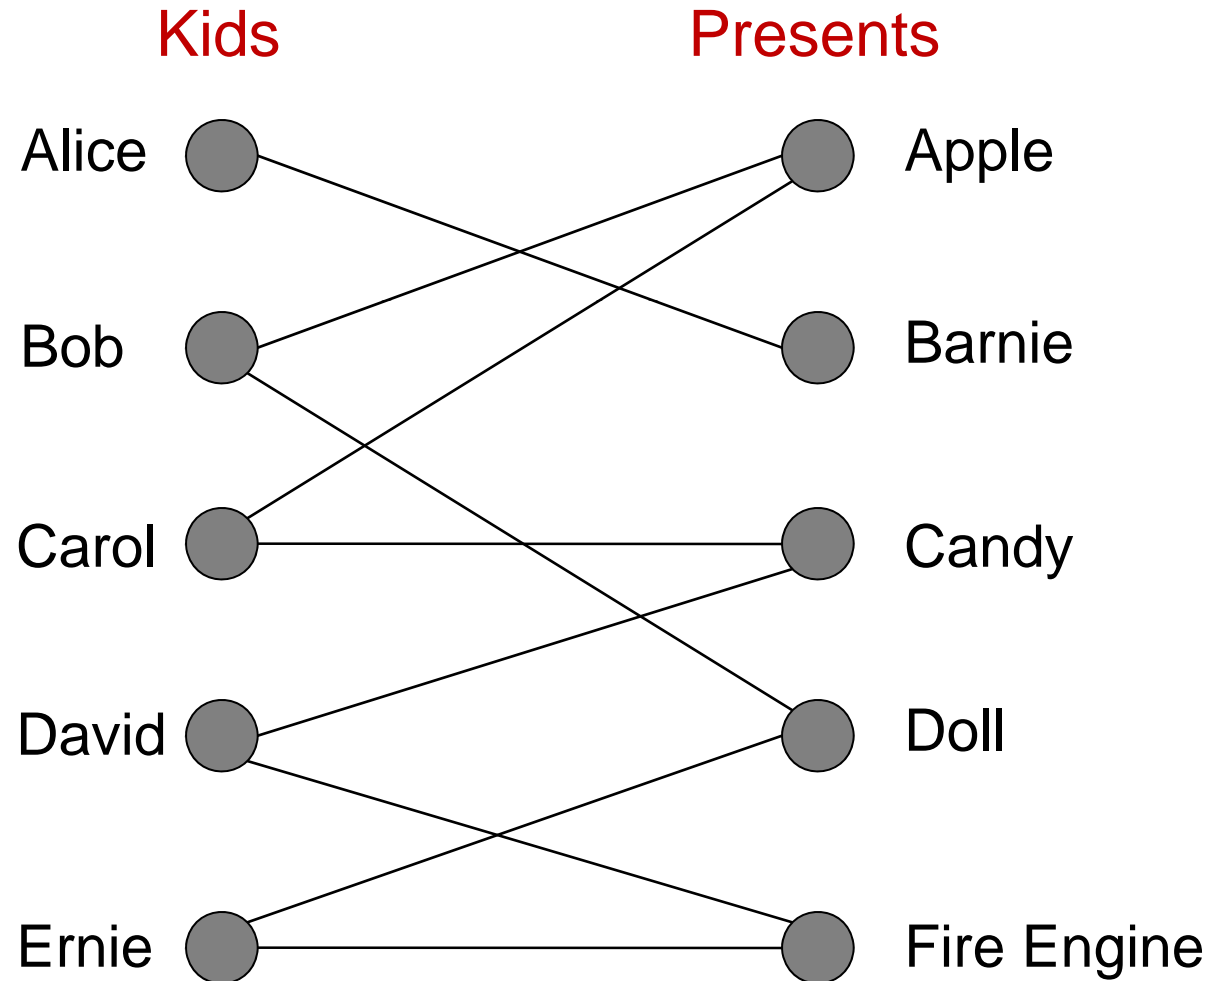 Kids Presents
Alice Apple
Bob Barnie
Carol Candy
David Doll
Ernie Fire Engine